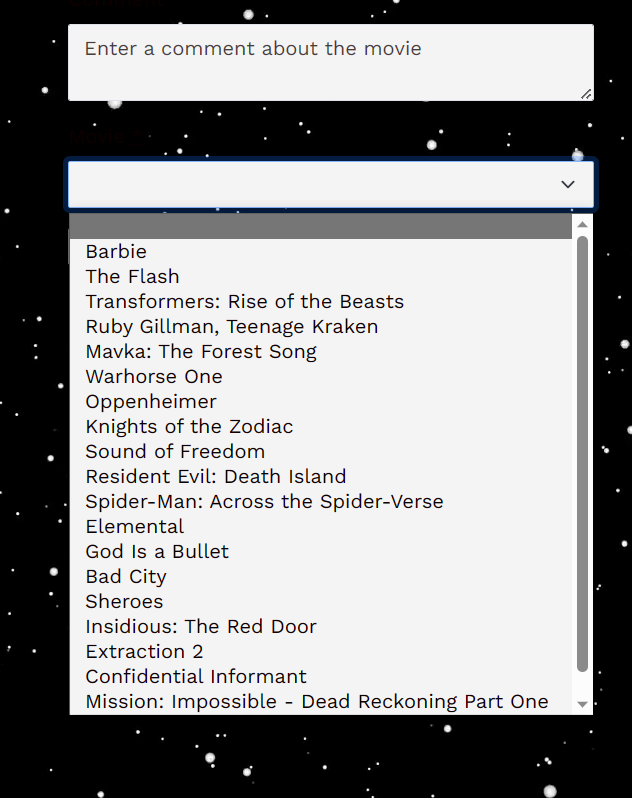 Comment
Enter a comment about the movie
Barbie
The Flash
Transformers: Rise of the Beasts
Ruby Gillman, Teenage Kraken
Mavka: The Forest Song
Warhorse One
Oppenheimer
Knights of the Zodiac
Sound of Freedom
Resident Evil: Death Island
Spider-Man: Across the Spider-Verse
Elemental
God Is a Bullet
Bad City
Sheroes
Insidious: The Red Door
Extraction 2
Confidential Informant
Mission: Impossible - Dead Reckoning Part One